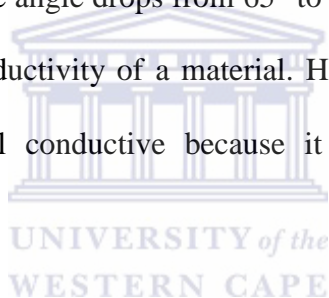 e angle drops from 65° to
ductivity of a material. H
l conductive because it
UNIVERSITY of the
WESTERN CAPE